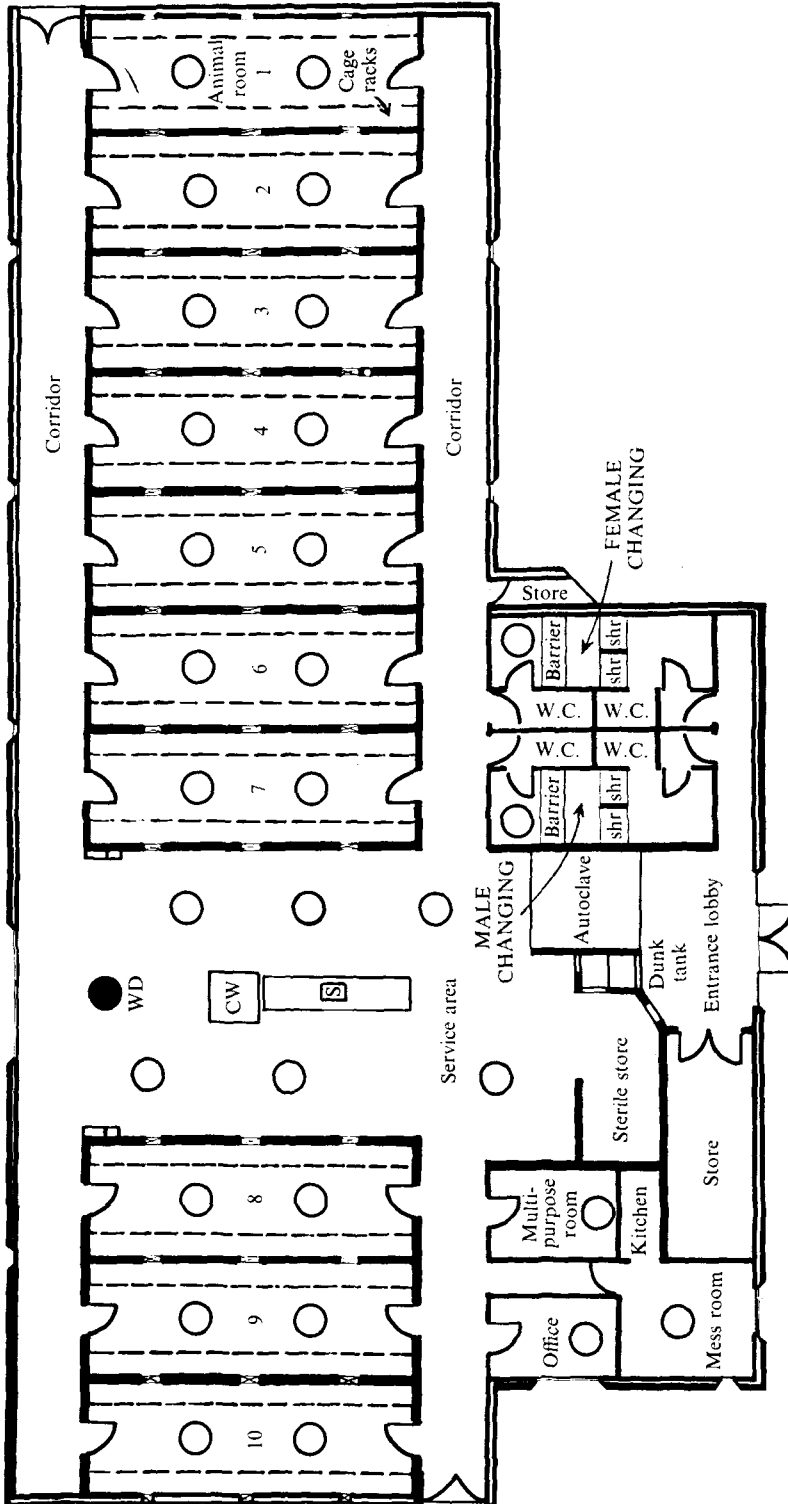 Corridor
10
9
8
7
6
5
4
3
2
Animal
room
1
Cage
racks
WD
CW
S
Service area
Corridor
Office
Multi-
purpose
room
Kitchen
Mess room
Sterile store
Store
Dunk
tank
Entrance lobby
Autoclave
MALE
CHANGING
Barrier
shr
shr
W.C.
W.C.
W.C.
W.C.
Barrier
shr
shr
FEMALE
CHANGING
Store